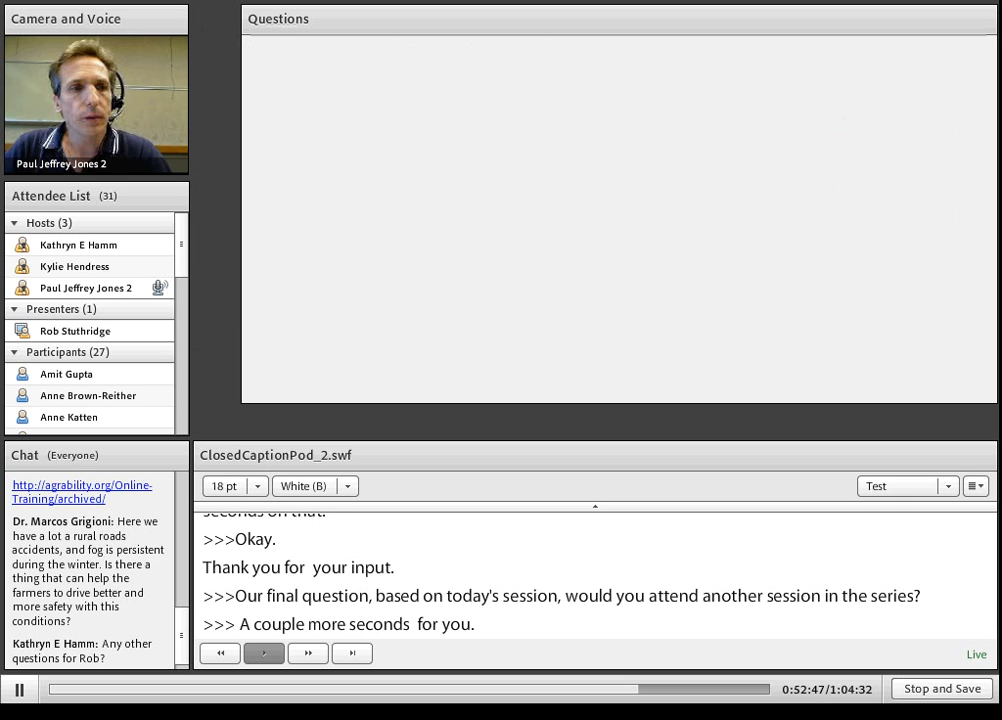 Camera and Voice
Paul Jeffrey Jones 2
Attendee List (31)
Hosts (3)
Kathryn E Hamm
Kylie Hendress
Paul Jeffrey Jones 2
Presenters (1)
Rob Stuthridge
Participants (27)
Amit Gupta
Anne Brown-Reither
Anne Katten
Chat (Everyone)
http://agrability.org/Online-
Training/archived/
Dr. Marcos Grigioni: Here we
have a lot a rural roads
accidents, and fog is persistent
during the winter. Is there a
thing that can help the
farmers to drive better and
more safety with this
conditions?
Kathryn E Hamm: Any other
questions for Rob?
Questions
ClosedCaptionPod_2.swf
18 pt
White (B)
Test
seconds on that.
>>>Okay.
Thank you for your input.
>>>Our final question, based on today's session, would you attend another session in the series?
>>> A couple more seconds for you.
Live
0:52:47/1:04:32
Stop and Save